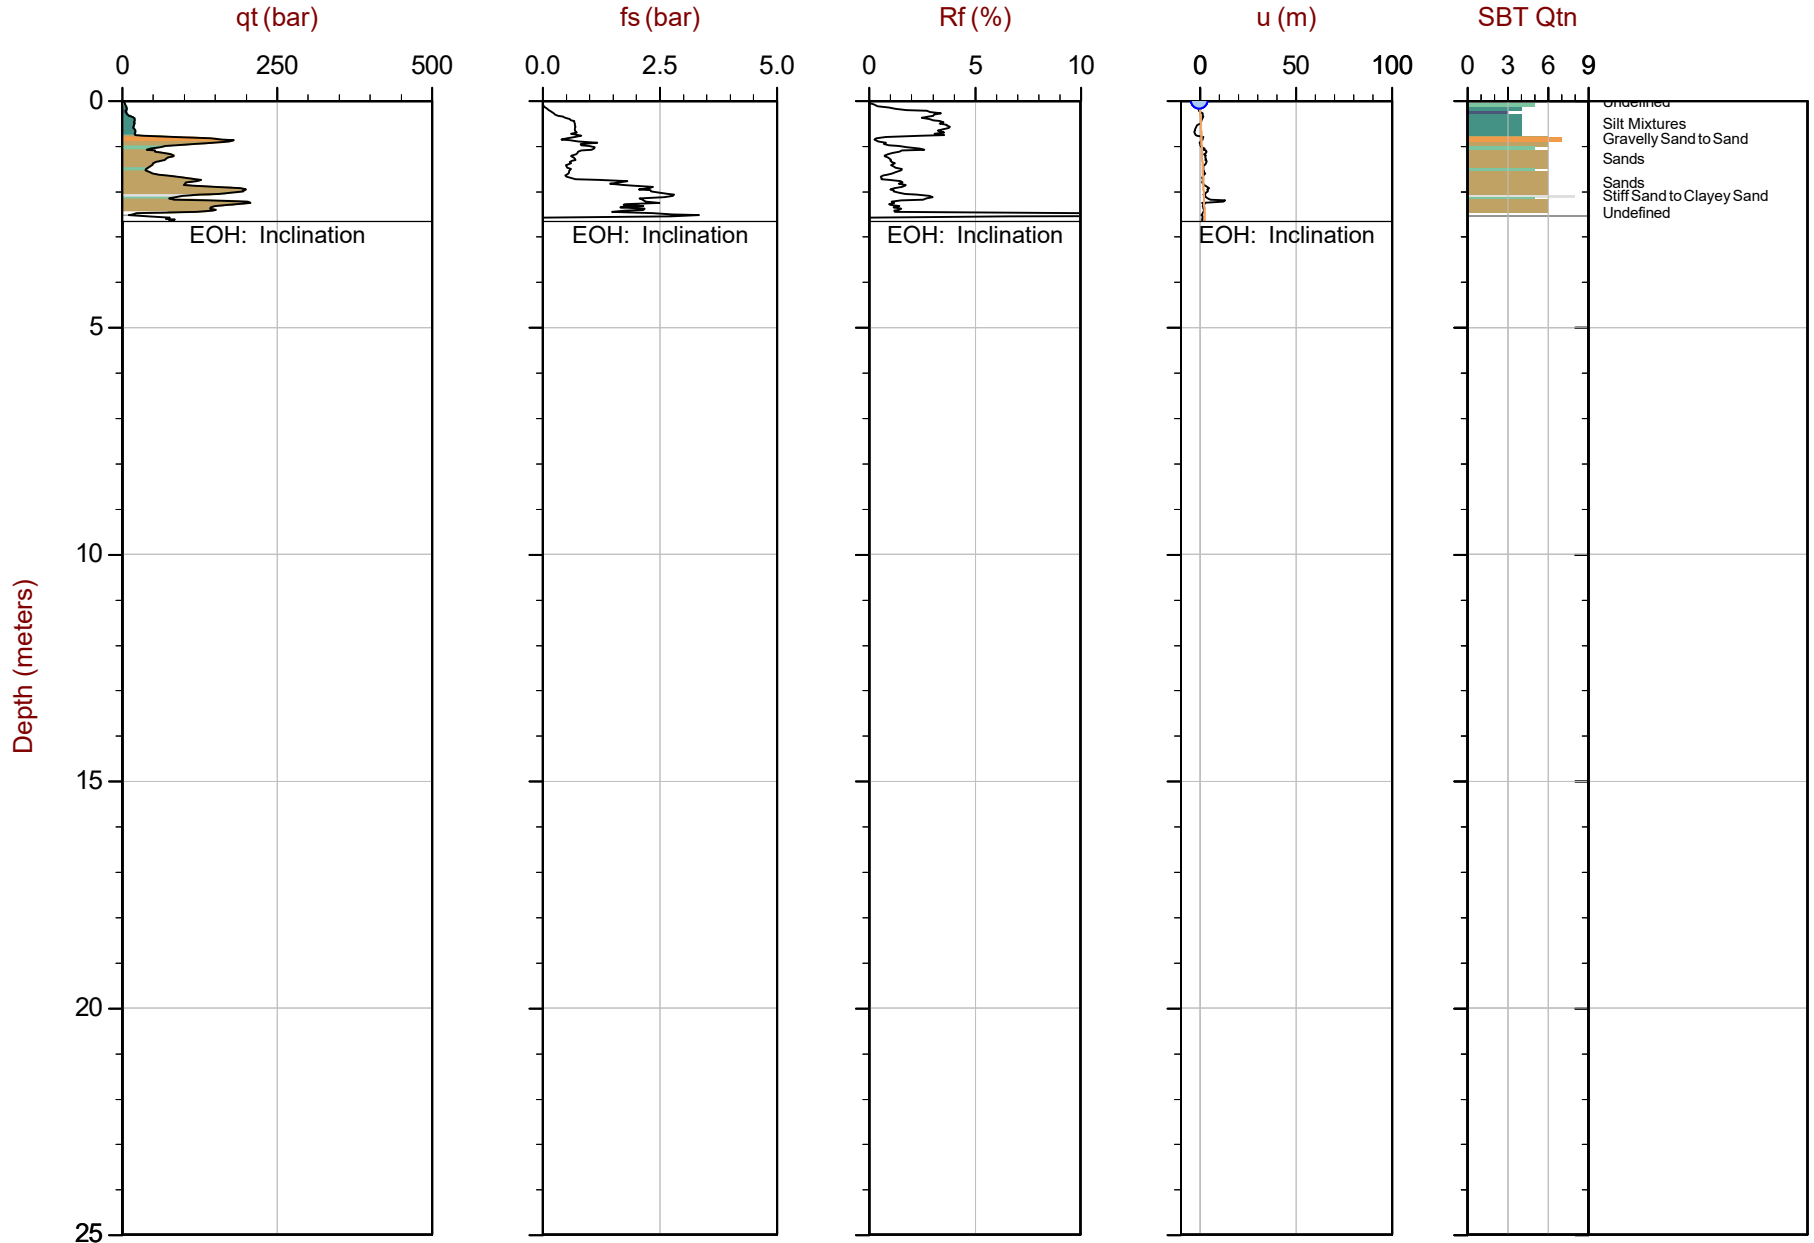 qt (bar) fs (bar) Rf (%) u (m) SBT Qtn
0 250 500 0.0 2.5 5.0 0 5 10 0 50 100 0 3 6 9
0
Undefined
Silt Mixtures
Gravelly Sand to Sand
Sands
Sands
Stiff Sand to Clayey Sand
Undefined
EOH: Inclination EOH: Inclination EOH: Inclination EOH: Inclination
5
10
Depth (meters)
15
20
25